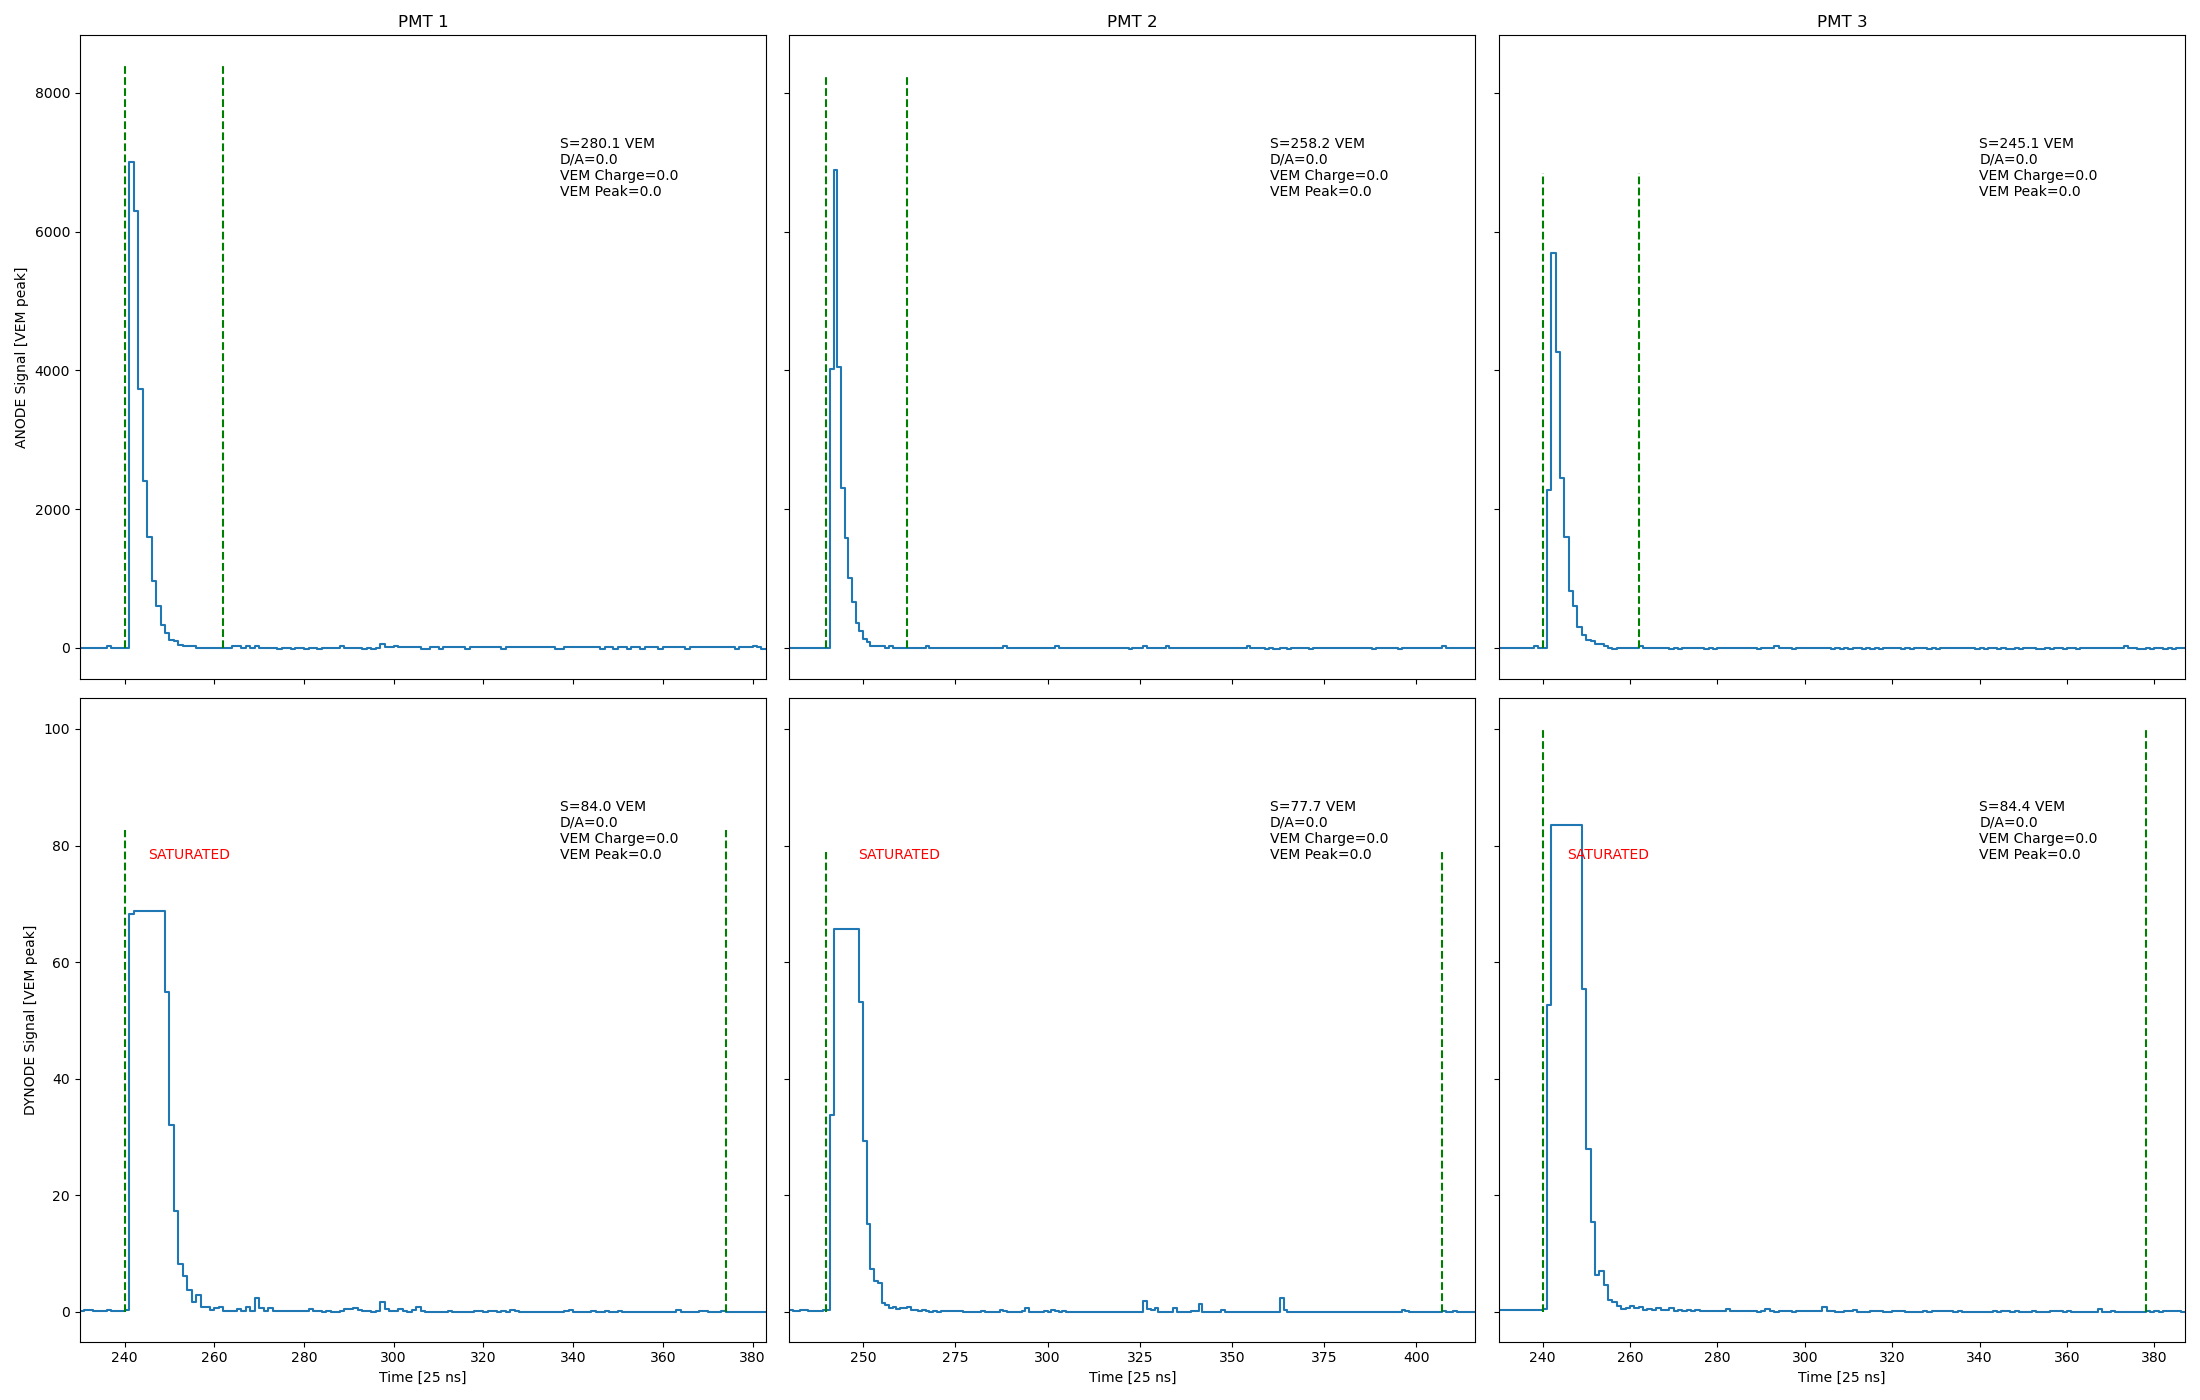 PMT 1
PMT 2
PMT 3
8000
6000
4000
2000
0
ANODE Signal [VEM peak]
S=280.1 VEM
D/A=0.0
VEM Charge=0.0
VEM Peak=0.0
S=258.2 VEM
D/A=0.0
VEM Charge=0.0
VEM Peak=0.0
S=245.1 VEM
D/A=0.0
VEM Charge=0.0
VEM Peak=0.0
100
80
60
40
20
0
DYNODE Signal [VEM peak]
S=84.0 VEM
D/A=0.0
VEM Charge=0.0
VEM Peak=0.0
SATURATED
S=77.7 VEM
D/A=0.0
VEM Charge=0.0
VEM Peak=0.0
SATURATED
S=84.4 VEM
D/A=0.0
VEM Charge=0.0
VEM Peak=0.0
SATURATED
240 260 280 300 320 340 360 380
Time [25 ns]
250 275 300 325 350 375 400
Time [25 ns]
240 260 280 300 320 340 360 380
Time [25 ns]